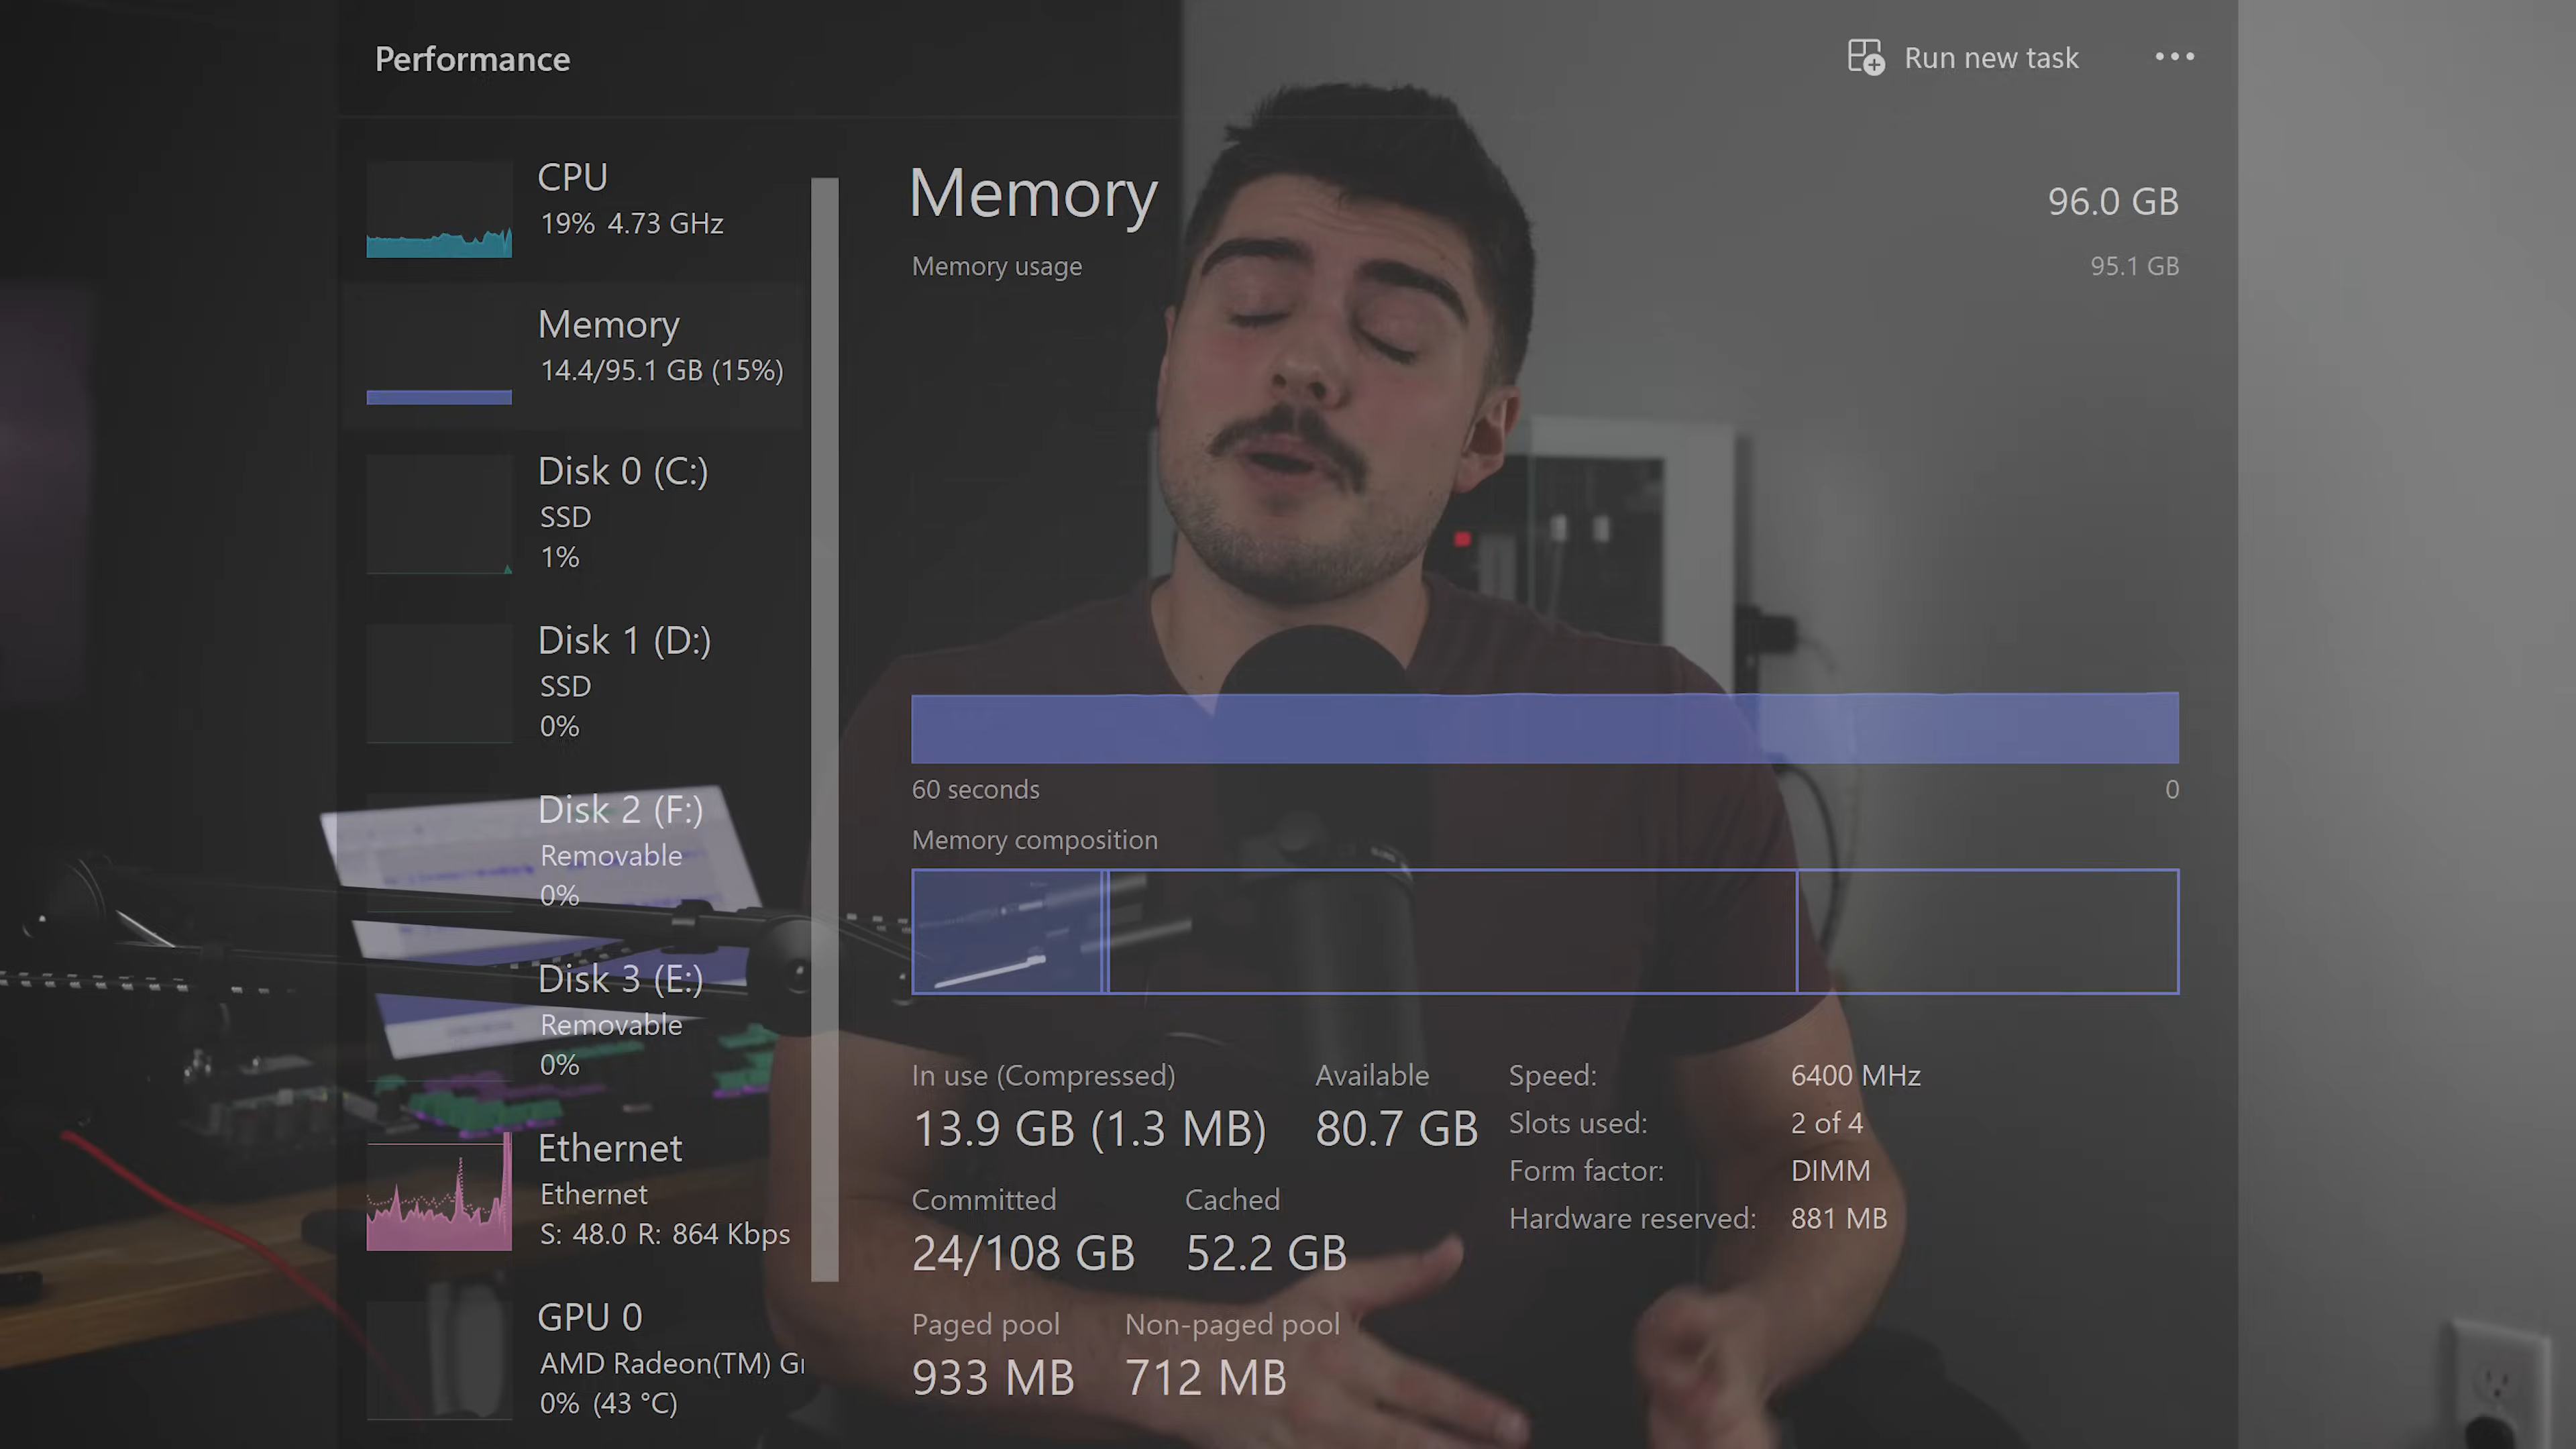 Performance
Run new task
CPU
19% 4.73 GHz
Memory
14.4/95.1 GB (15%)
Disk 0 (C:)
SSD
1%
Disk 1 (D:)
SSD
0%
Disk 2 (F:)
Removable
0%
Disk 3 (E:)
Removable
0%
Ethernet
Ethernet
S: 48.0 R: 864 Kbps
GPU 0
AMD Radeon(TM) Gr
0% (43 °C)
Memory
96.0 GB
Memory usage
95.1 GB
60 seconds
0
Memory composition
In use (Compressed)
Available
13.9 GB (1.3 MB)
80.7 GB
Committed
Cached
24/108 GB
52.2 GB
Paged pool
Non-paged pool
933 MB
712 MB
Speed:
6400 MHz
Slots used:
2 of 4
Form factor:
DIMM
Hardware reserved:
881 MB